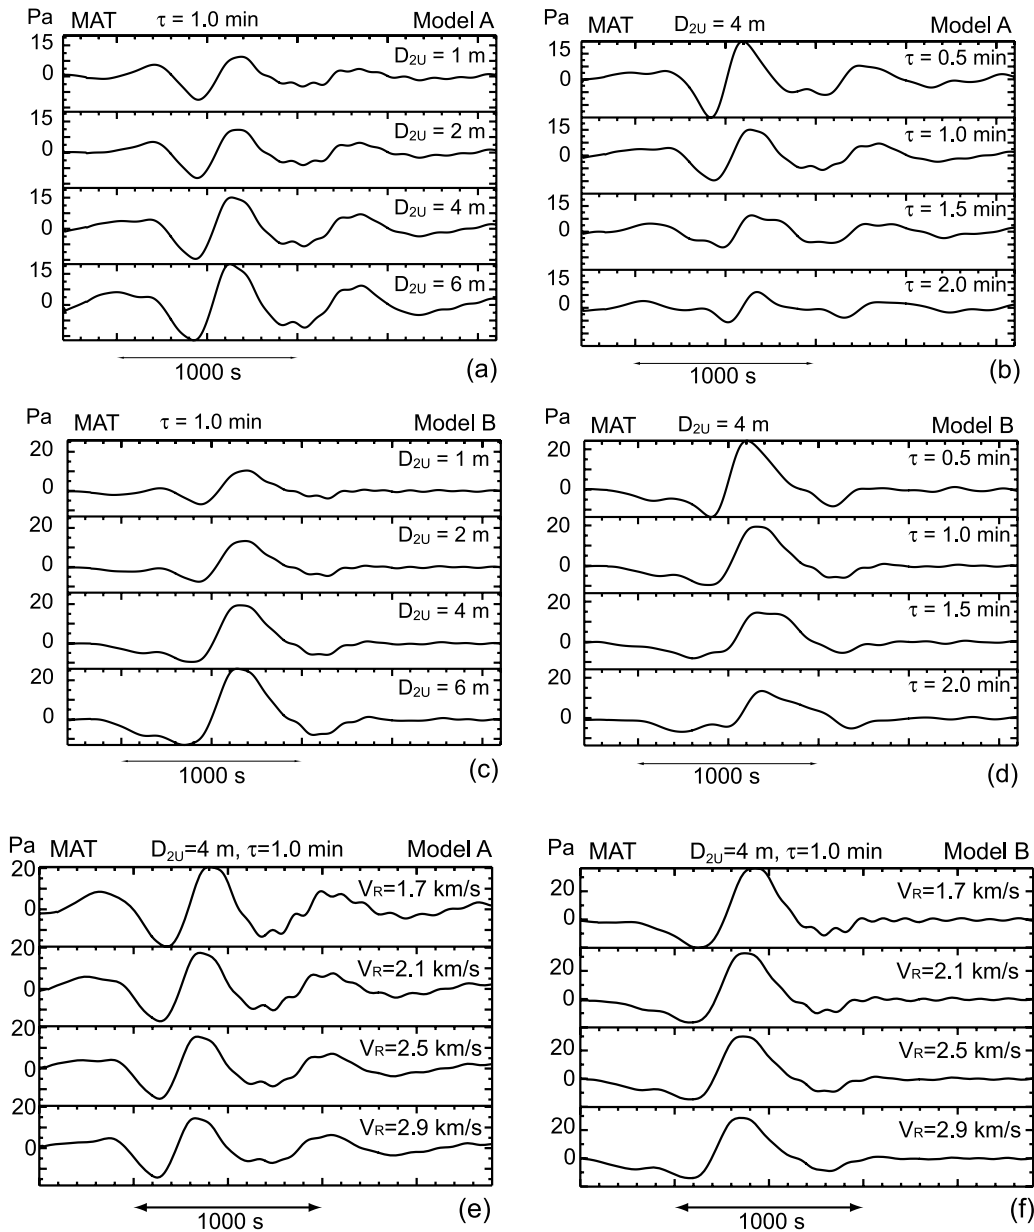 Pa MAT τ = 1.0 min Model A
15
0
D2U = 1 m
15
0
D2U = 2 m
15
0
D2U = 4 m
15
0
D2U = 6 m
1000 s
(a)
Pa MAT D2U = 4 m Model A
15
0
τ = 0.5 min
15
0
τ = 1.0 min
15
0
τ = 1.5 min
15
0
τ = 2.0 min
1000 s
(b)
Pa MAT τ = 1.0 min Model B
20
0
D2U = 1 m
20
0
D2U = 2 m
20
0
D2U = 4 m
20
0
D2U = 6 m
1000 s
(c)
Pa MAT D2U = 4 m Model B
20
0
τ = 0.5 min
20
0
τ = 1.0 min
20
0
τ = 1.5 min
20
0
τ = 2.0 min
1000 s
(d)
Pa MAT D2U=4 m, τ=1.0 min Model A
20
0
VR=1.7 km/s
20
0
VR=2.1 km/s
20
0
VR=2.5 km/s
20
0
VR=2.9 km/s
1000 s
(e)
Pa MAT D2U=4 m, τ=1.0 min Model B
20
0
VR=1.7 km/s
20
0
VR=2.1 km/s
20
0
VR=2.5 km/s
20
0
VR=2.9 km/s
1000 s
(f)